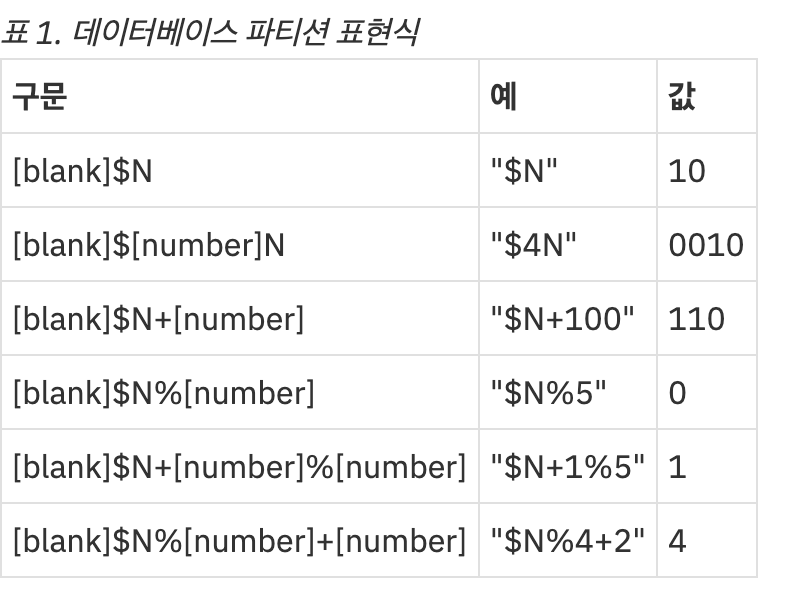 표 1. 데이터베이스 파티션 표현식
구문 예 값
[blank]$N "$N" 10
[blank]$[number]N "$4N" 0010
[blank]$N+[number] "$N+100" 110
[blank]$N%[number] "$N%5" 0
[blank]$N+[number]%[number] "$N+1%5" 1
[blank]$N%[number]+[number] "$N%4+2" 4